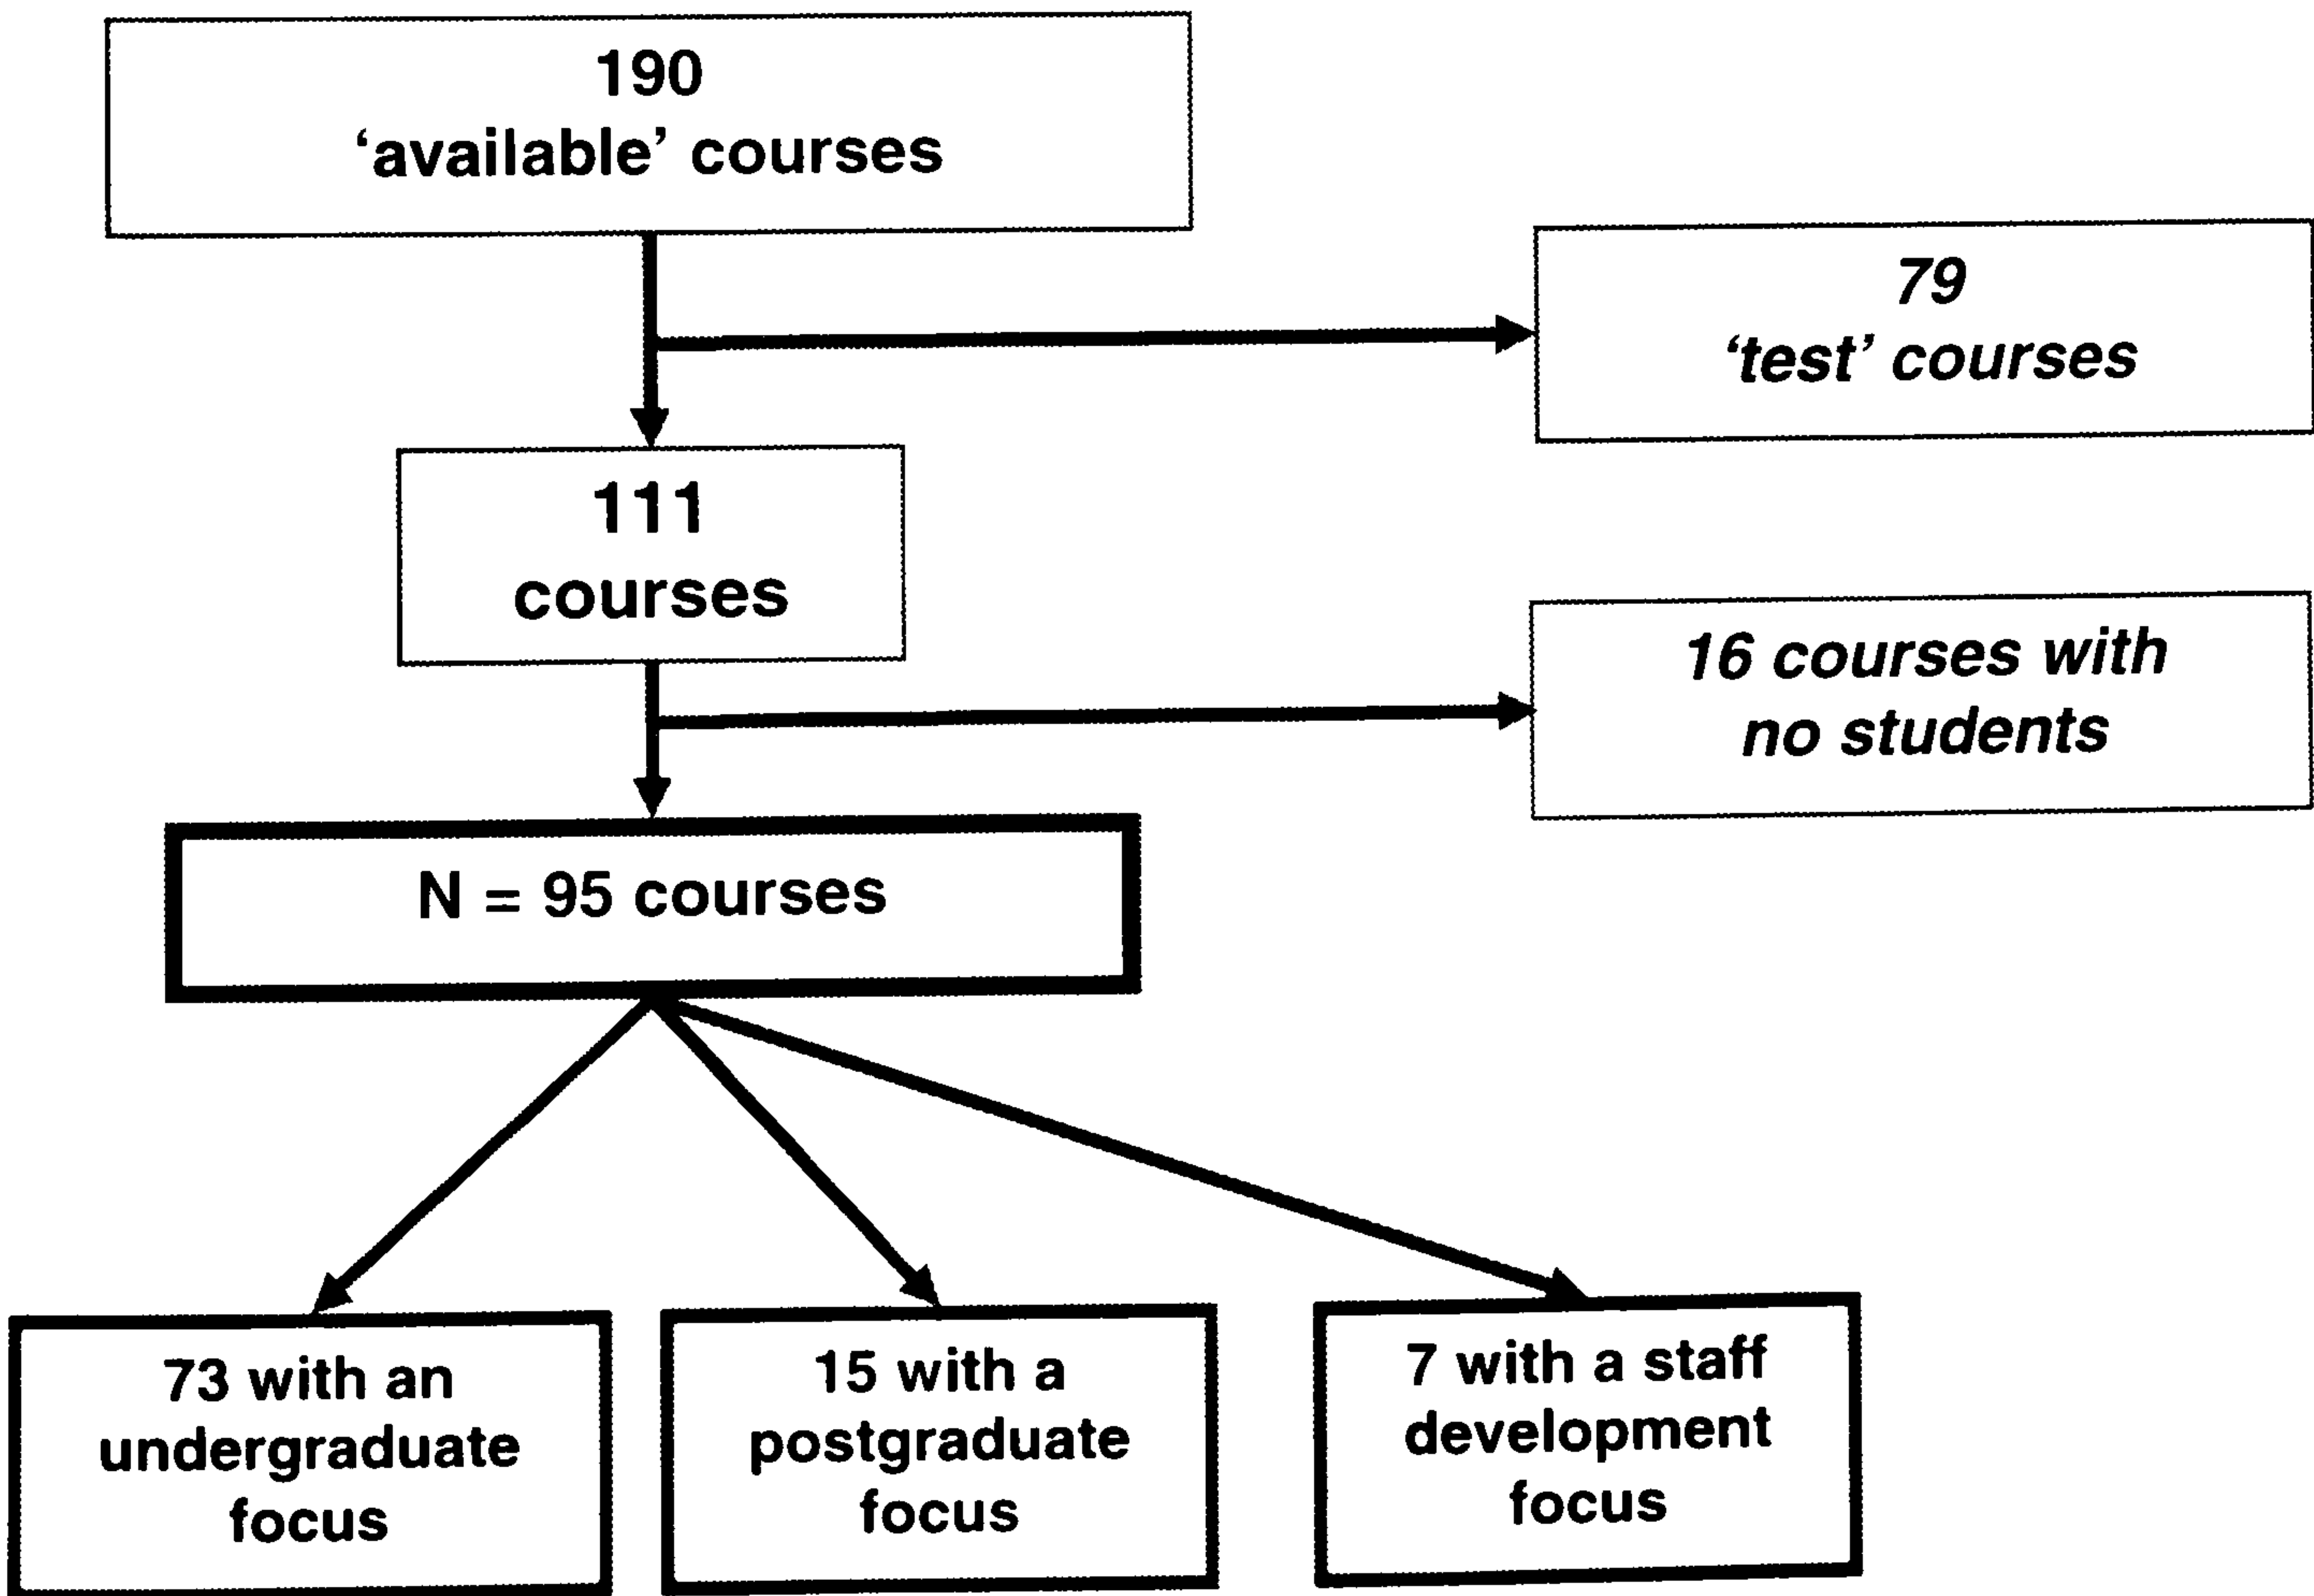 190
‘available’ courses
79
‘test’ courses
111
courses
16 courses with
no students
N = 95 courses
73 with an
undergraduate
focus
15 with a
postgraduate
focus
7 with a staff
development
focus